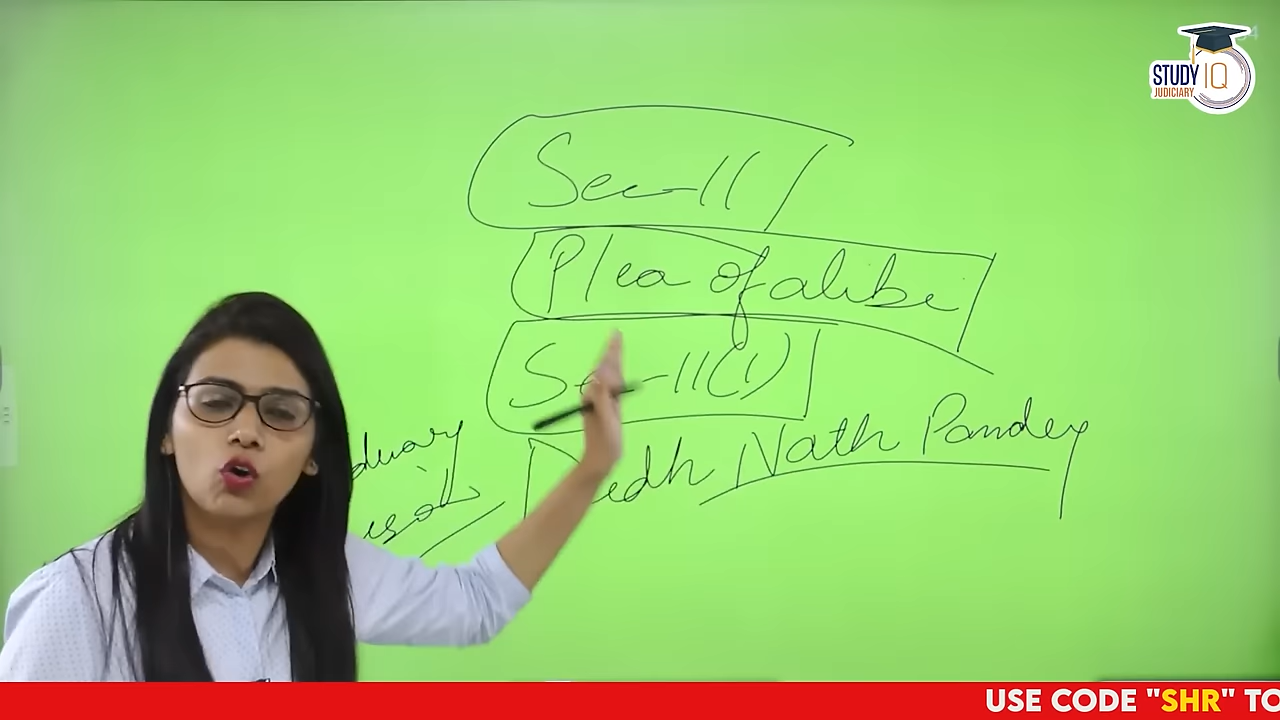 STUDY IQ
JUDICIARY
Sec-11
Plea of alibi
Sec-11(1)
Nath Pandey
USE CODE "SHR" TO